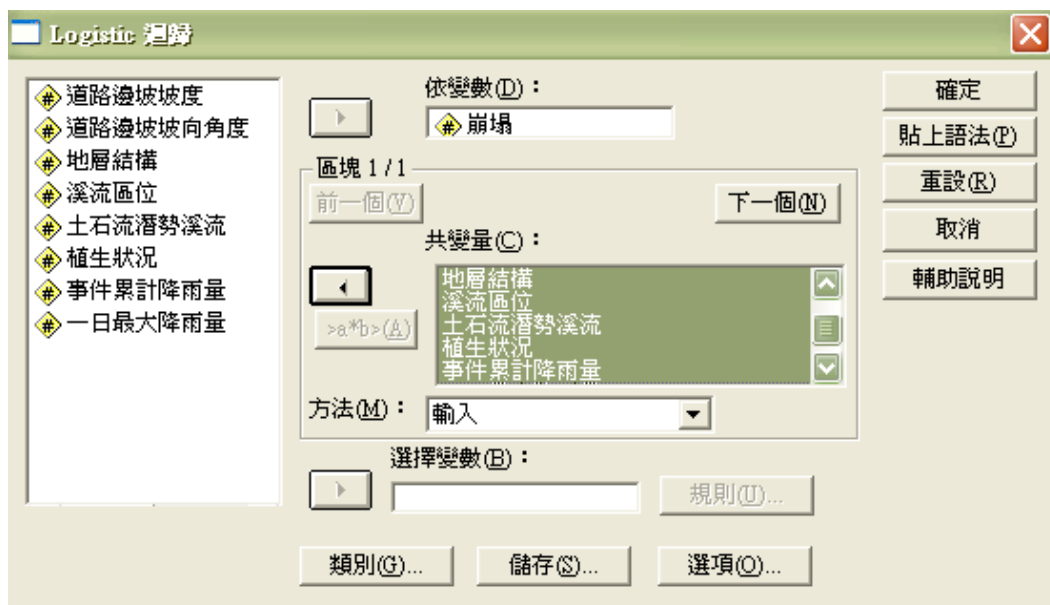 Logistic 迴歸
道路邊坡坡度
道路邊坡坡向角度
地層結構
溪流區位
土石流潛勢溪流
植生狀況
事件累計降雨量
一日最大降雨量
依變數(D)：
崩塌
區塊 1 / 1
前一個(V)
下一個(N)
共變量(C)：
地層結構
溪流區位
土石流潛勢溪流
植生狀況
事件累計降雨量
>a*b>(A)
方法(M)：
輸入
選擇變數(B)：
規則(U)...
類別(G)...
儲存(S)...
選項(O)...
確定
貼上語法(P)
重設(R)
取消
輔助說明